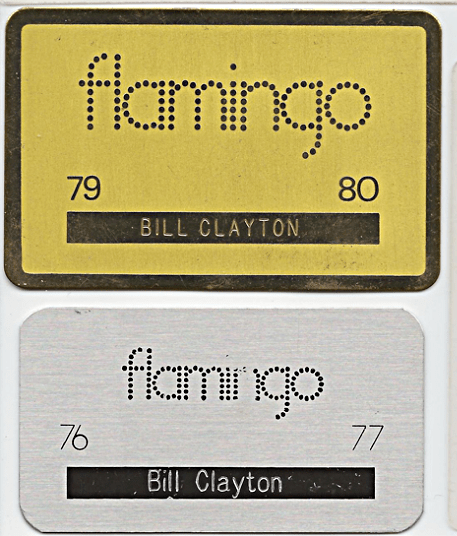 flamingo
79 80
BILL CLAYTON
flamingo
76 77
Bill Clayton